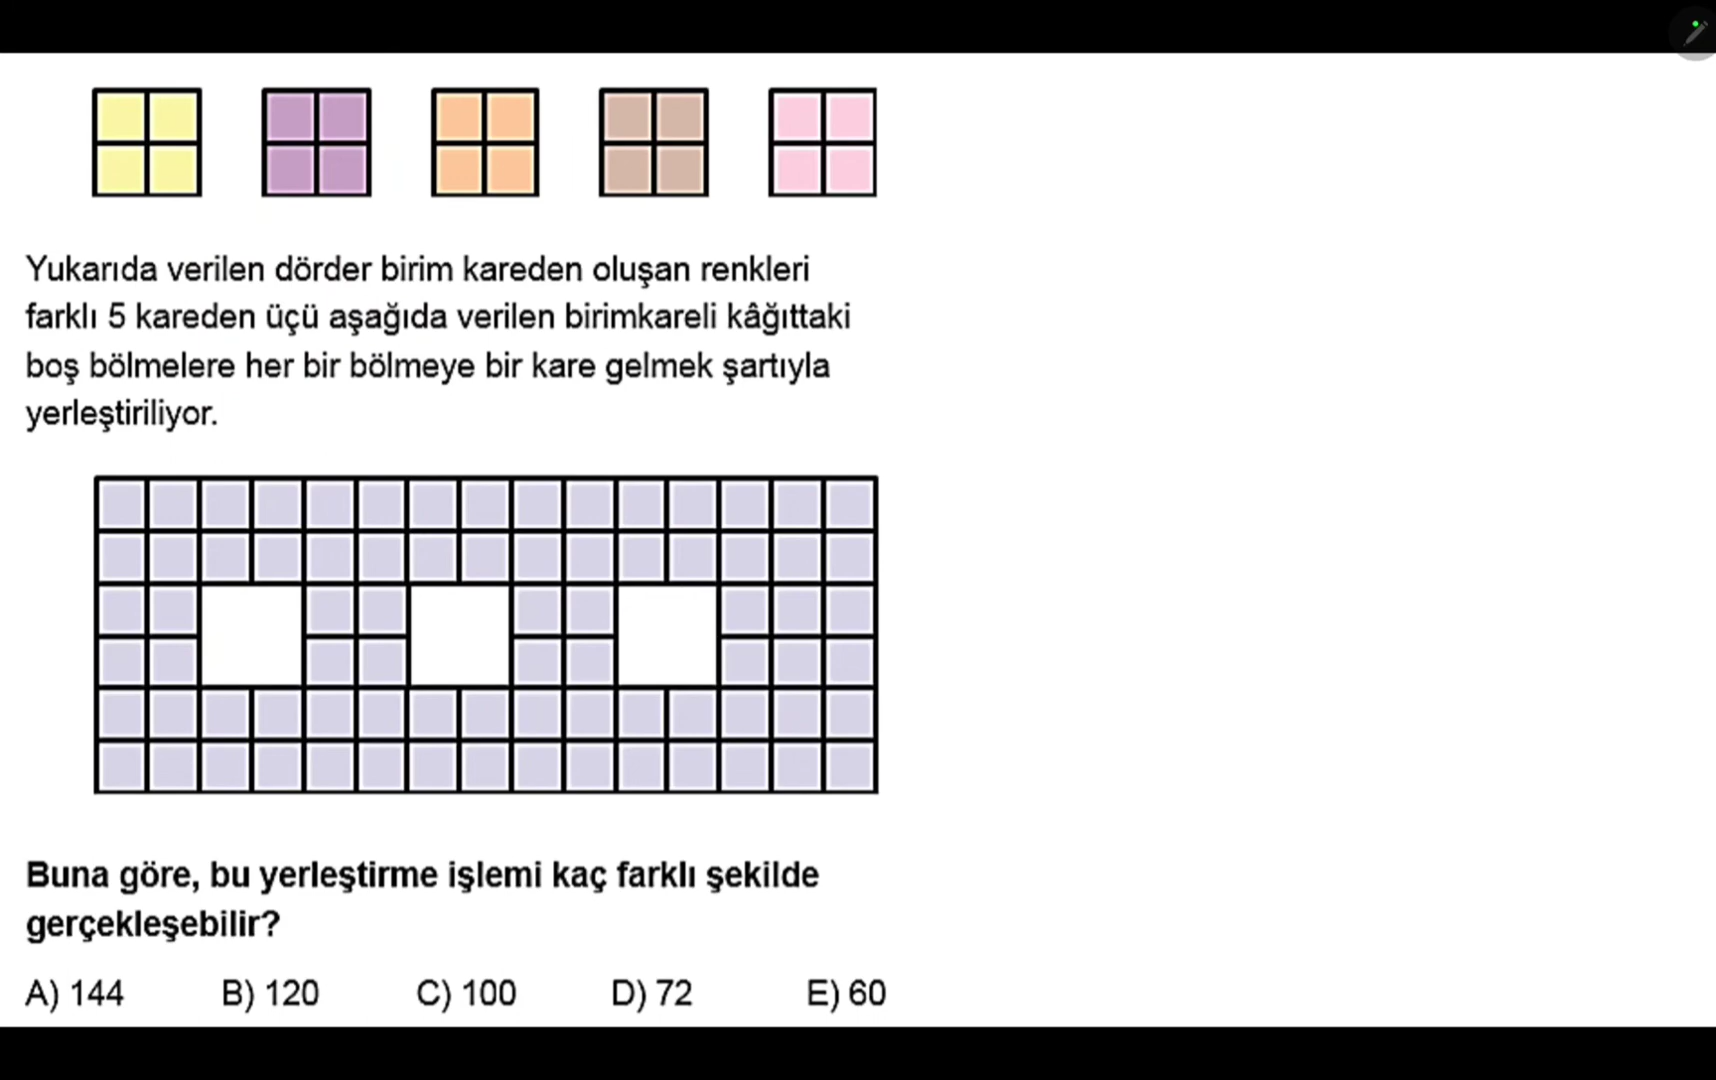 Yukarıda verilen dörder birim kareden oluşan renkleri
farklı 5 kareden üçü aşağıda verilen birimkareli kâğıttaki
boş bölmelere her bir bölmeye bir kare gelmek şartıyla
yerleştiriliyor.
Buna göre, bu yerleştirme işlemi kaç farklı şekilde
gerçekleşebilir?
A) 144 B) 120 C) 100 D) 72 E) 60